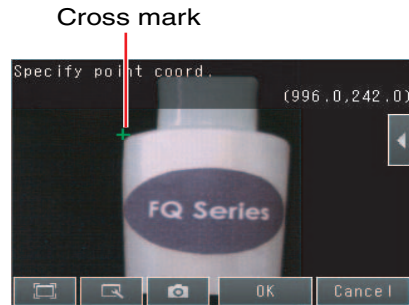 Cross mark
Specify point coord.
(996.0,242.0)
FQ Series
OK
Cancel